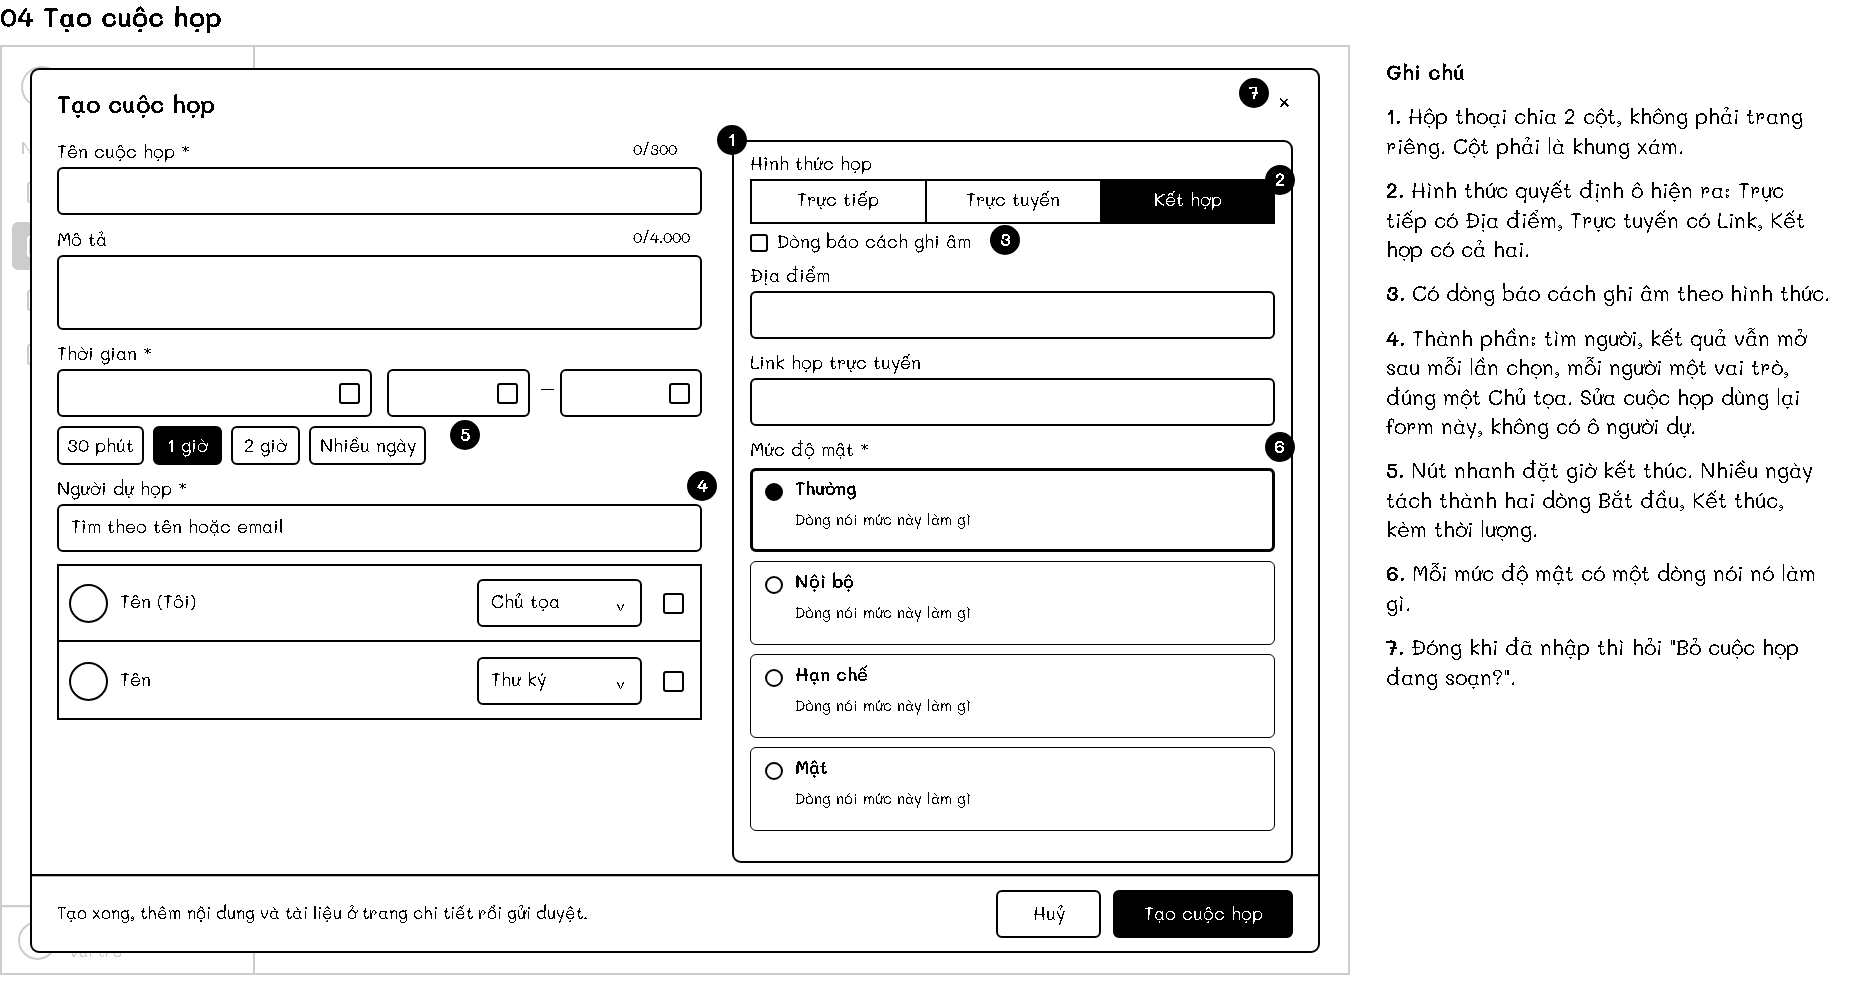 04 Tạo cuộc họp
Tạo cuộc họp
7
×
Tên cuộc họp *
0/300
Mô tả
0/4.000
Thời gian *
–
30 phút
1 giờ
2 giờ
Nhiều ngày
5
Người dự họp *
4
Tìm theo tên hoặc email
Tên (Tôi)
Chủ tọa
v
Tên
Thư ký
v
1
Hình thức họp
2
Trực tiếp
Trực tuyến
Kết hợp
Dòng báo cách ghi âm
3
Địa điểm
Link họp trực tuyến
Mức độ mật *
6
Thường
Dòng nói mức này làm gì
Nội bộ
Dòng nói mức này làm gì
Hạn chế
Dòng nói mức này làm gì
Mật
Dòng nói mức này làm gì
Tạo xong, thêm nội dung và tài liệu ở trang chi tiết rồi gửi duyệt.
Huỷ
Tạo cuộc họp
Ghi chú
1. Hộp thoại chia 2 cột, không phải trang
riêng. Cột phải là khung xám.
2. Hình thức quyết định ô hiện ra: Trực
tiếp có Địa điểm, Trực tuyến có Link, Kết
hợp có cả hai.
3. Có dòng báo cách ghi âm theo hình thức.
4. Thành phần: tìm người, kết quả vẫn mở
sau mỗi lần chọn, mỗi người một vai trò,
đúng một Chủ tọa. Sửa cuộc họp dùng lại
form này, không có ô người dự.
5. Nút nhanh đặt giờ kết thúc. Nhiều ngày
tách thành hai dòng Bắt đầu, Kết thúc,
kèm thời lượng.
6. Mỗi mức độ mật có một dòng nói nó làm
gì.
7. Đóng khi đã nhập thì hỏi "Bỏ cuộc họp
đang soạn?".